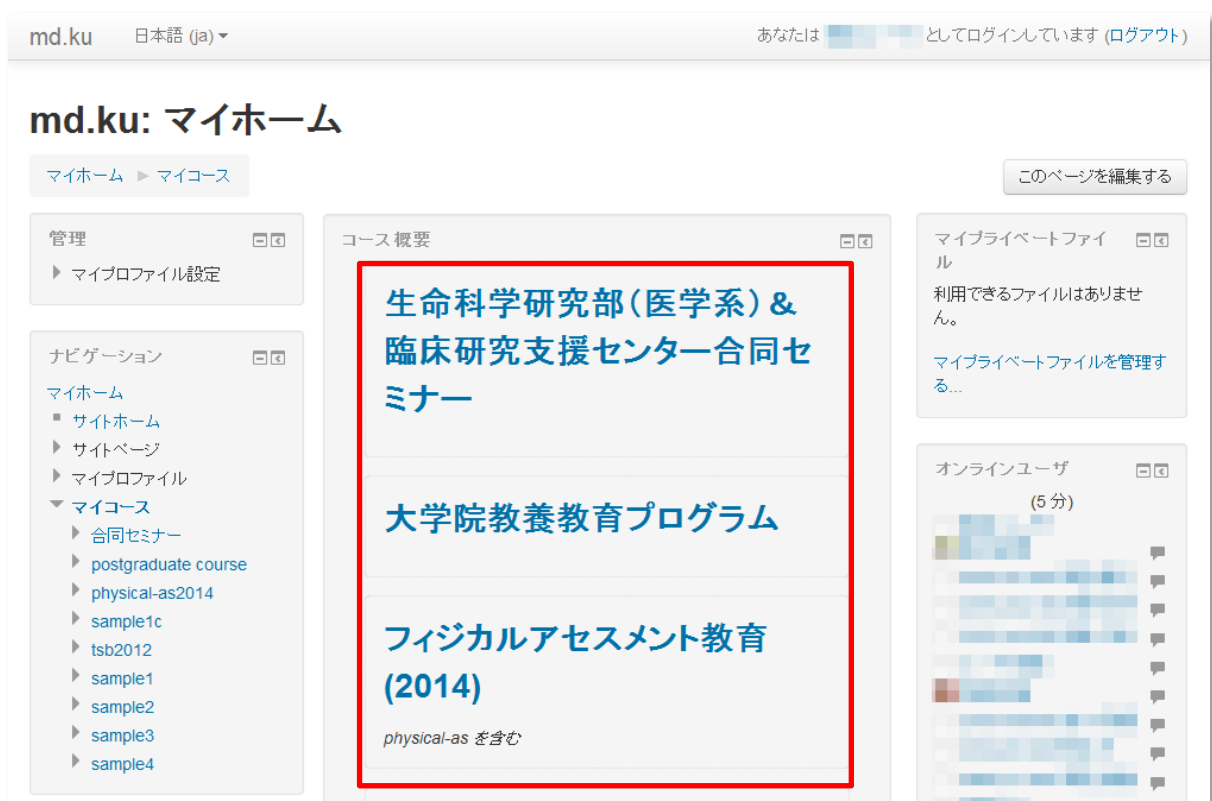 md.ku 日本語 (ja)
あなたは としてログインしています (ログアウト)
md.ku: マイホーム
マイホーム ▶ マイコース
このページを編集する
管理
マイプロファイル設定
ナビゲーション
マイホーム
サイトホーム
サイトページ
マイプロファイル
マイコース
合同セミナー
postgraduate course
physical-as2014
sample1c
tsb2012
sample1
sample2
sample3
sample4
コース概要
生命科学研究部(医学系)&
臨床研究支援センター合同セ
ミナー
大学院教養教育プログラム
フィジカルアセスメント教育
(2014)
physical-as を含む
マイプライベートファイ
ル
利用できるファイルはありませ
ん。
マイプライベートファイルを管理す
る...
オンラインユーザ
(5 分)